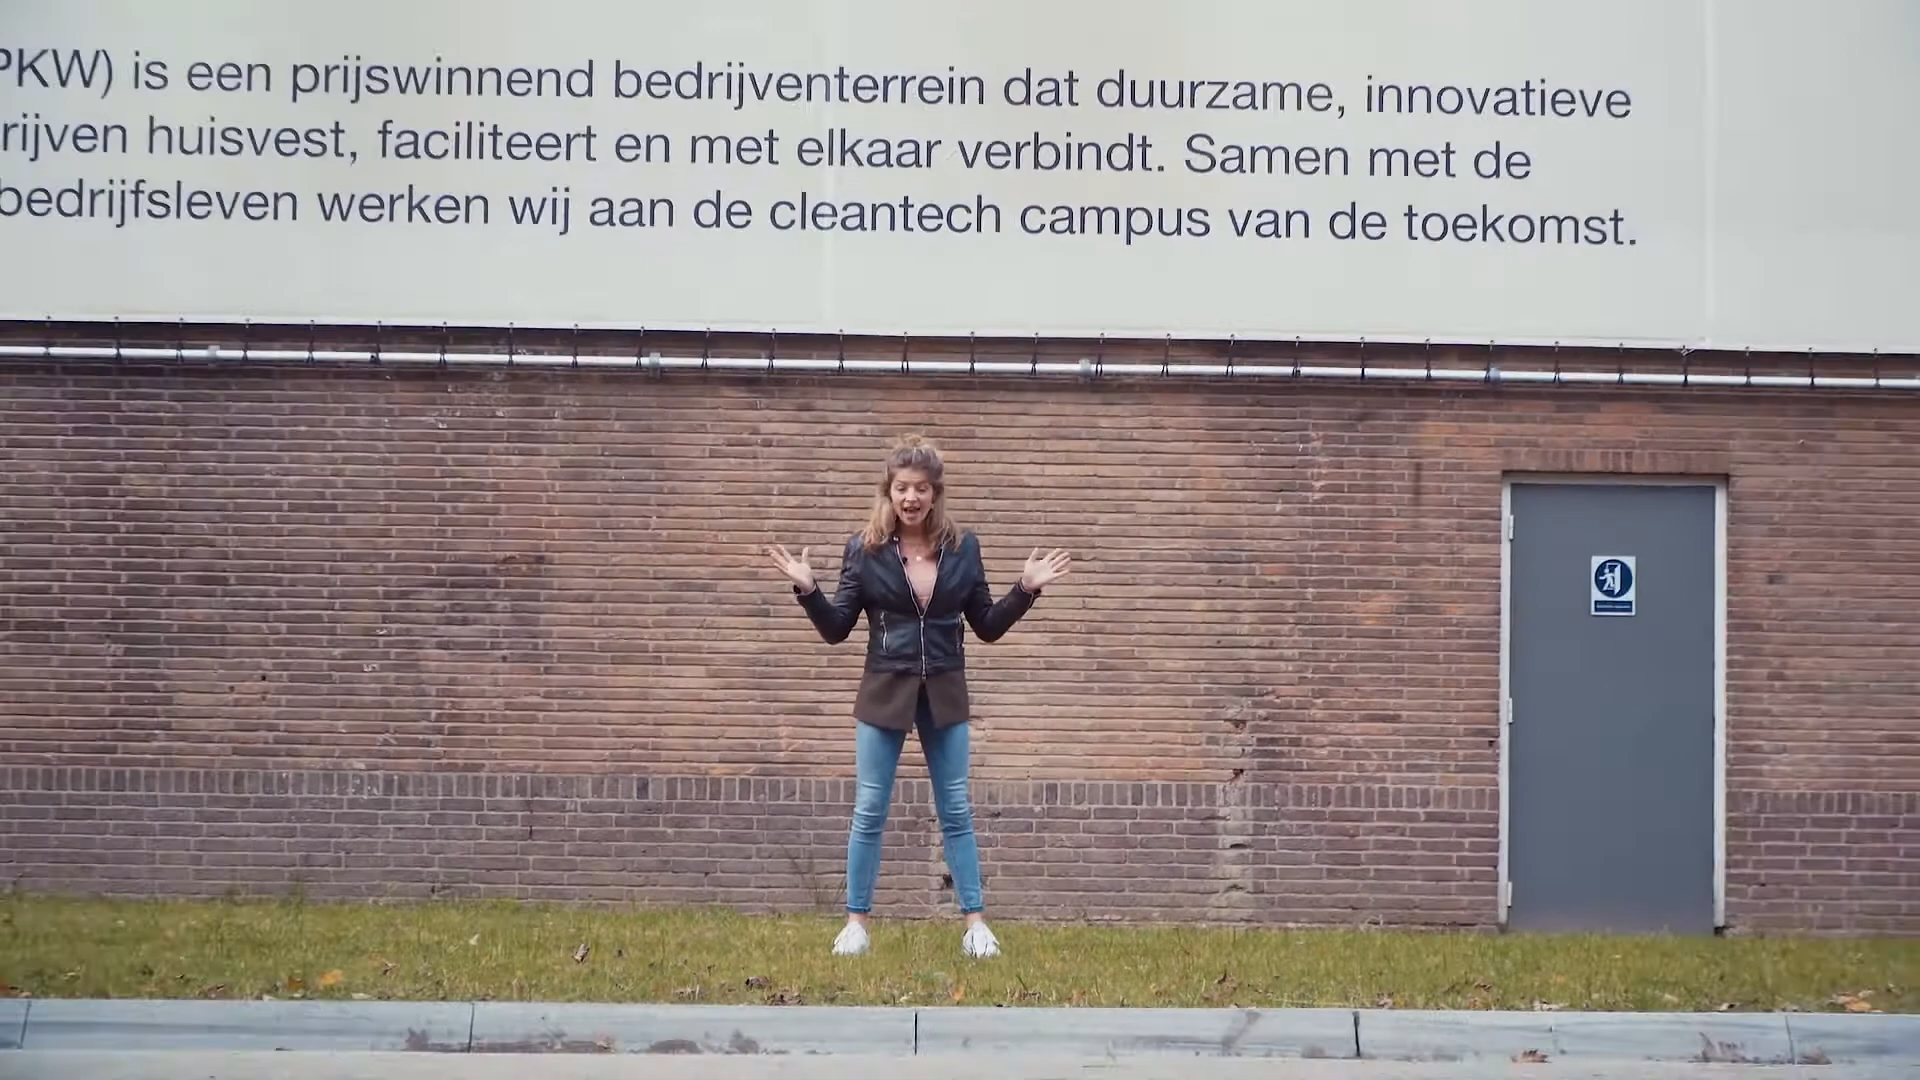 PKW) is een prijswinnend bedrijventerrein dat duurzame, innovatieve
rijven huisvest, faciliteert en met elkaar verbindt. Samen met de
bedrijfsleven werken wij aan de cleantech campus van de toekomst.